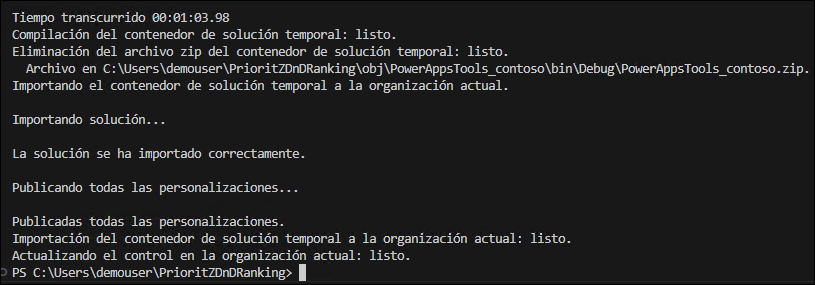 Tiempo transcurrido 00:01:03.98
Compilación del contenedor de solución temporal: listo.
Eliminación del archivo zip del contenedor de solución temporal: listo.
Archivo en C:\Users\demouser\PrioritZDnDRanking\obj\PowerAppsTools_contoso\bin\Debug\PowerAppsTools_contoso.zip.
Importando el contenedor de solución temporal a la organización actual.
Importando solución...
La solución se ha importado correctamente.
Publicando todas las personalizaciones...
Publicadas todas las personalizaciones.
Importación del contenedor de solución temporal a la organización actual: listo.
Actualizando el control en la organización actual: listo.
PS C:\Users\demouser\PrioritZDnDRanking>